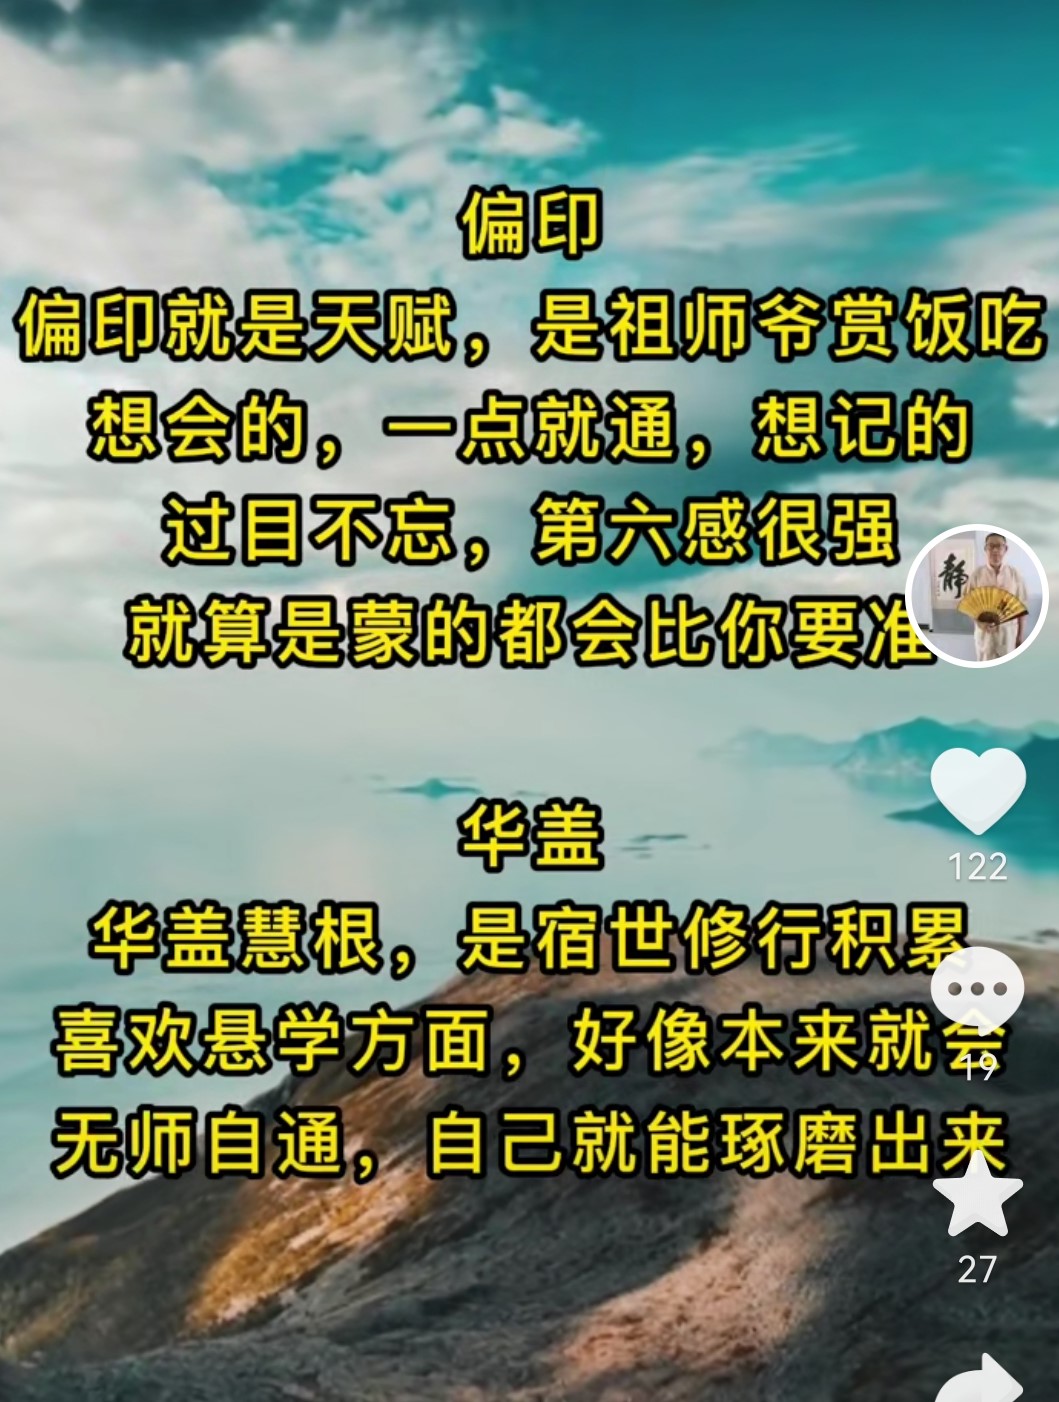 偏印
偏印就是天赋，是祖师爷赏饭吃
想会的，一点就通，想记的
过目不忘，第六感很强
就算是蒙的都会比你要准
静
122
华盖
华盖慧根，是宿世修行积累
喜欢悬学方面，好像本来就会
19
无师自通，自己就能琢磨出来
27